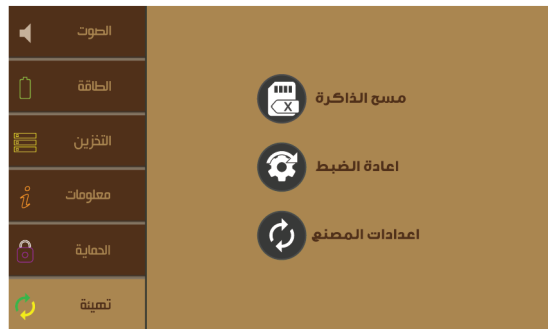 الصوت
الطاقة
التخزين
معلومات
الحماية
تهيئة
مسح الذاكرة
اعادة الضبط
اعدادات المصنع